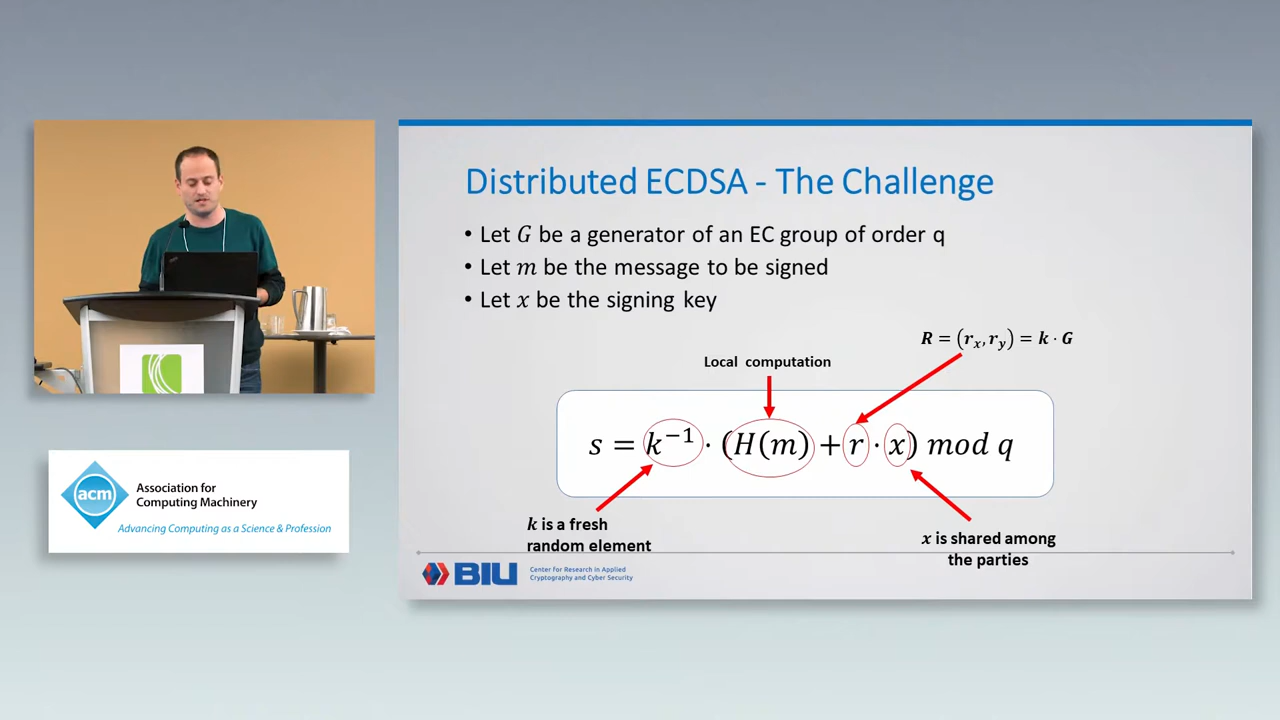 Distributed ECDSA - The Challenge
• Let G be a generator of an EC group of order q
• Let m be the message to be signed
• Let x be the signing key
R = (r_x, r_y) = k · G
Local computation
s = k⁻¹ · (H(m) + r · x) mod q
k is a fresh
random element
x is shared among
the parties
BIU
Center for Research in Applied
Cryptography and Cyber Security
acm
Association for
Computing Machinery
Advancing Computing as a Science & Profession